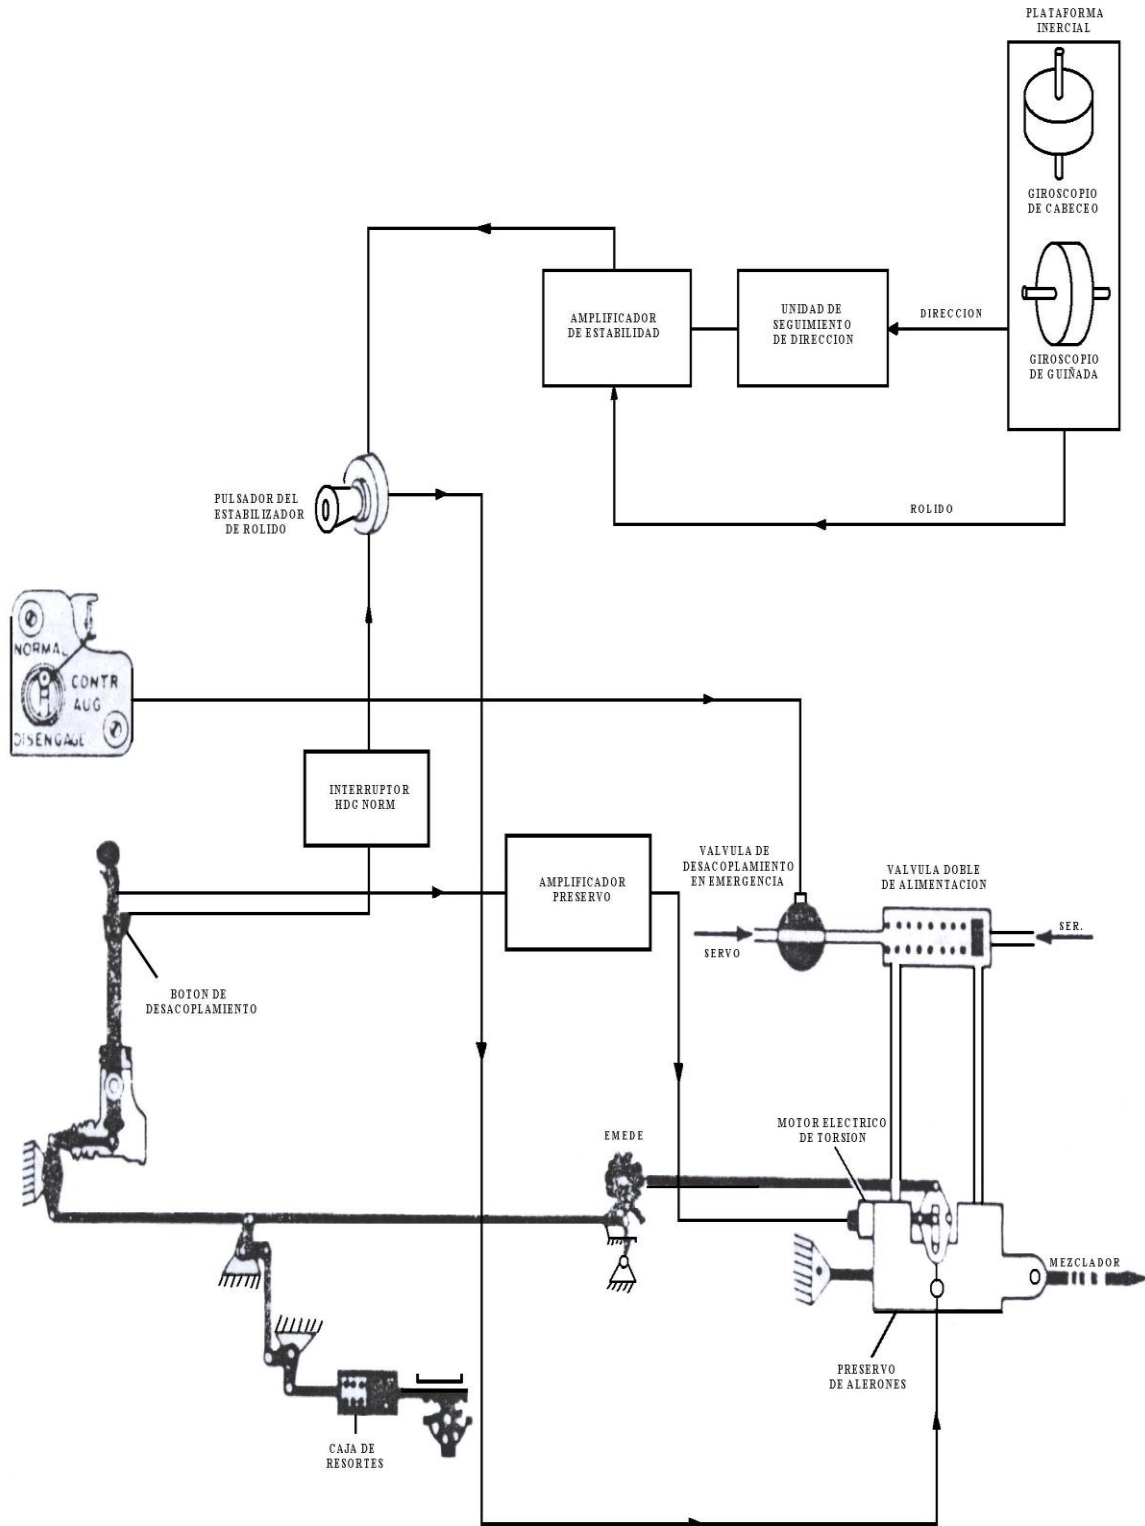 PLATAFORMA
INERCIAL
GIROSCOPIO
DE CABECEO
GIROSCOPIO
DE GUIÑADA
DIRECCION
UNIDAD DE
SEGUIMIENTO
DE DIRECCION
AMPLIFICADOR
DE ESTABILIDAD
ROLIDO
PULSADOR DEL
ESTABILIZADOR
DE ROLIDO
NORMAL
CONTR
AUG
DISENGAGE
INTERRUPTOR
HDG NORM
AMPLIFICADOR
PRESERVO
VALVULA DE
DESACOPLAMIENTO
EN EMERGENCIA
VALVULA DOBLE
DE ALIMENTACION
SERVO
SER.
BOTON DE
DESACOPLAMIENTO
EMEDE
MOTOR ELECTRICO
DE TORSION
MEZCLADOR
PRESERVO
DE ALERONES
CAJA DE
RESORTES